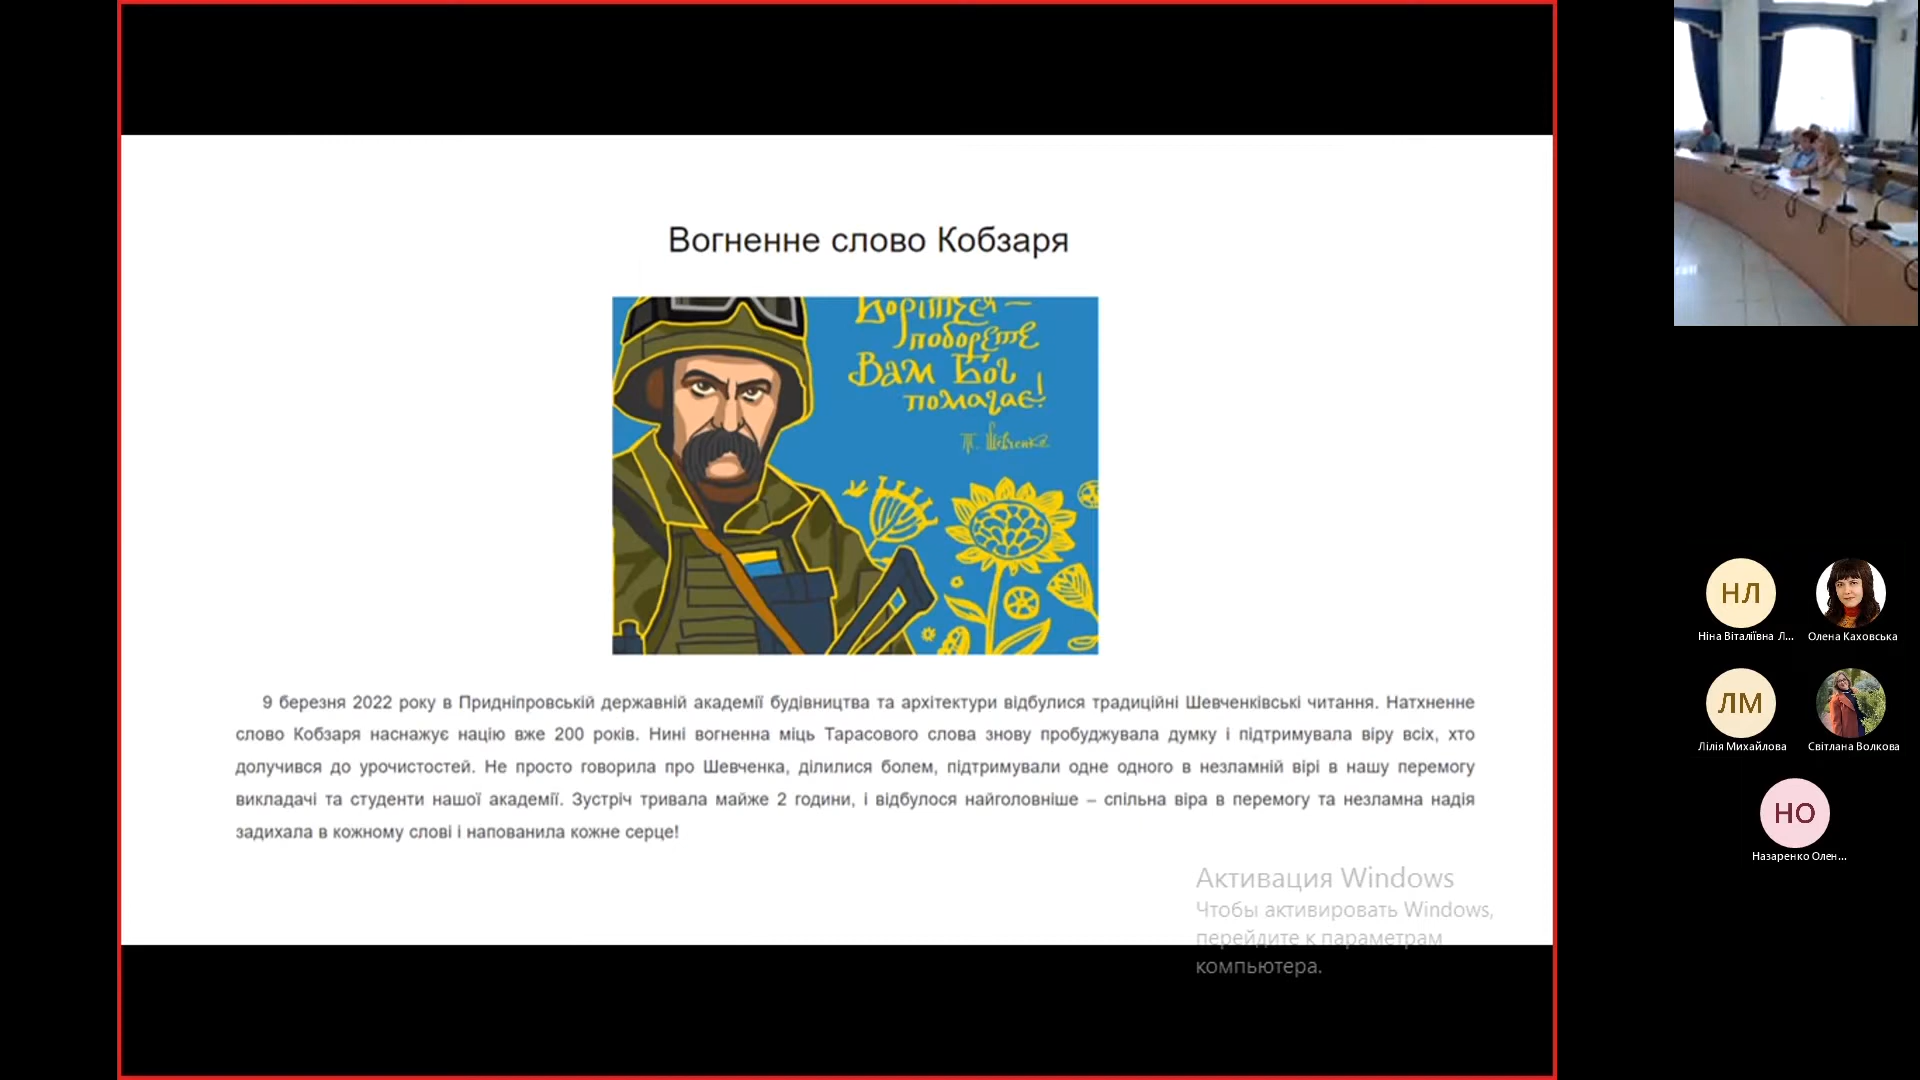 Вогненне слово Кобзаря
Борітеся –
поборете
Вам Бог
помагає!
Т. Шевченко
9 березня 2022 року в Придніпровській державній академії будівництва та архітектури відбулися традиційні Шевченківські читання. Натхненне
слово Кобзаря наснажує націю вже 200 років. Нині вогненна міць Тарасового слова знову пробуджувала думку і підтримувала віру всіх, хто
долучився до урочистостей. Не просто говорила про Шевченка, ділилися болем, підтримували одне одного в незламній вірі в нашу перемогу
викладачі та студенти нашої академії. Зустріч тривала майже 2 години, і відбулося найголовніше – спільна віра в перемогу та незламна надія
задихала в кожному слові і напованила кожне серце!
Активация Windows
Чтобы активировать Windows,
перейдите к параметрам
компьютера.
НЛ
Ніна Віталіївна Л...
Олена Каховська
ЛМ
Лілія Михайлова
Світлана Волкова
НО
Назаренко Олен...